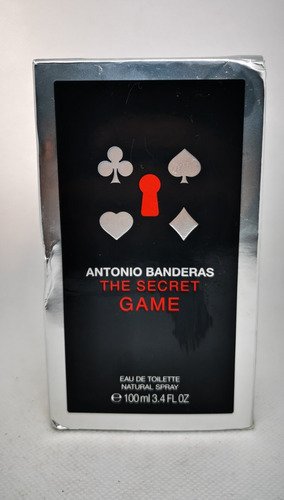 ANTONIO BANDERAS
THE SECRET
GAME
EAU DE TOILETTE
NATURAL SPRAY
℮ 100 ml 3.4 FL OZ